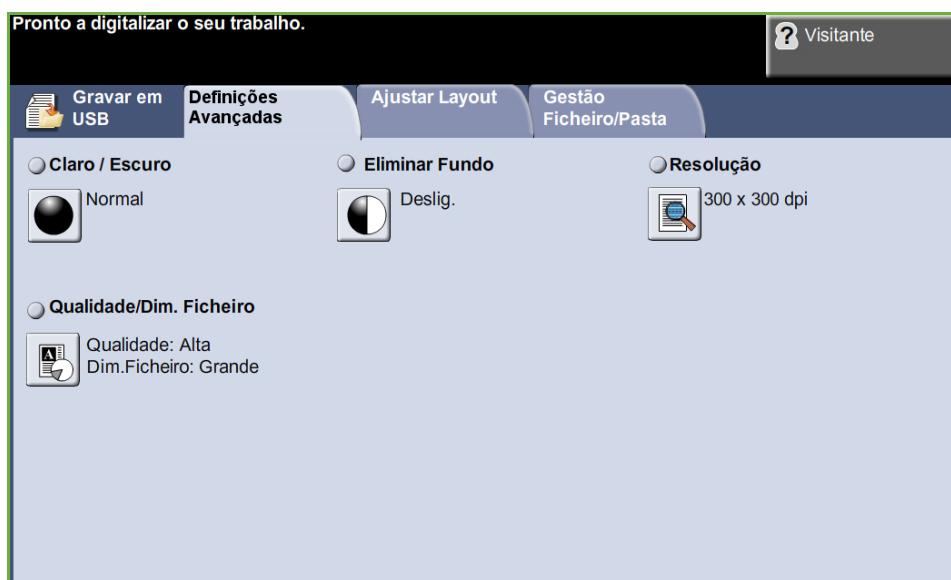 Pronto a digitalizar o seu trabalho.
? Visitante
Gravar em
USB
Definições
Avançadas
Ajustar Layout
Gestão
Ficheiro/Pasta
Claro / Escuro
Normal
Eliminar Fundo
Deslig.
Resolução
300 x 300 dpi
Qualidade/Dim. Ficheiro
A
Qualidade: Alta
Dim.Ficheiro: Grande